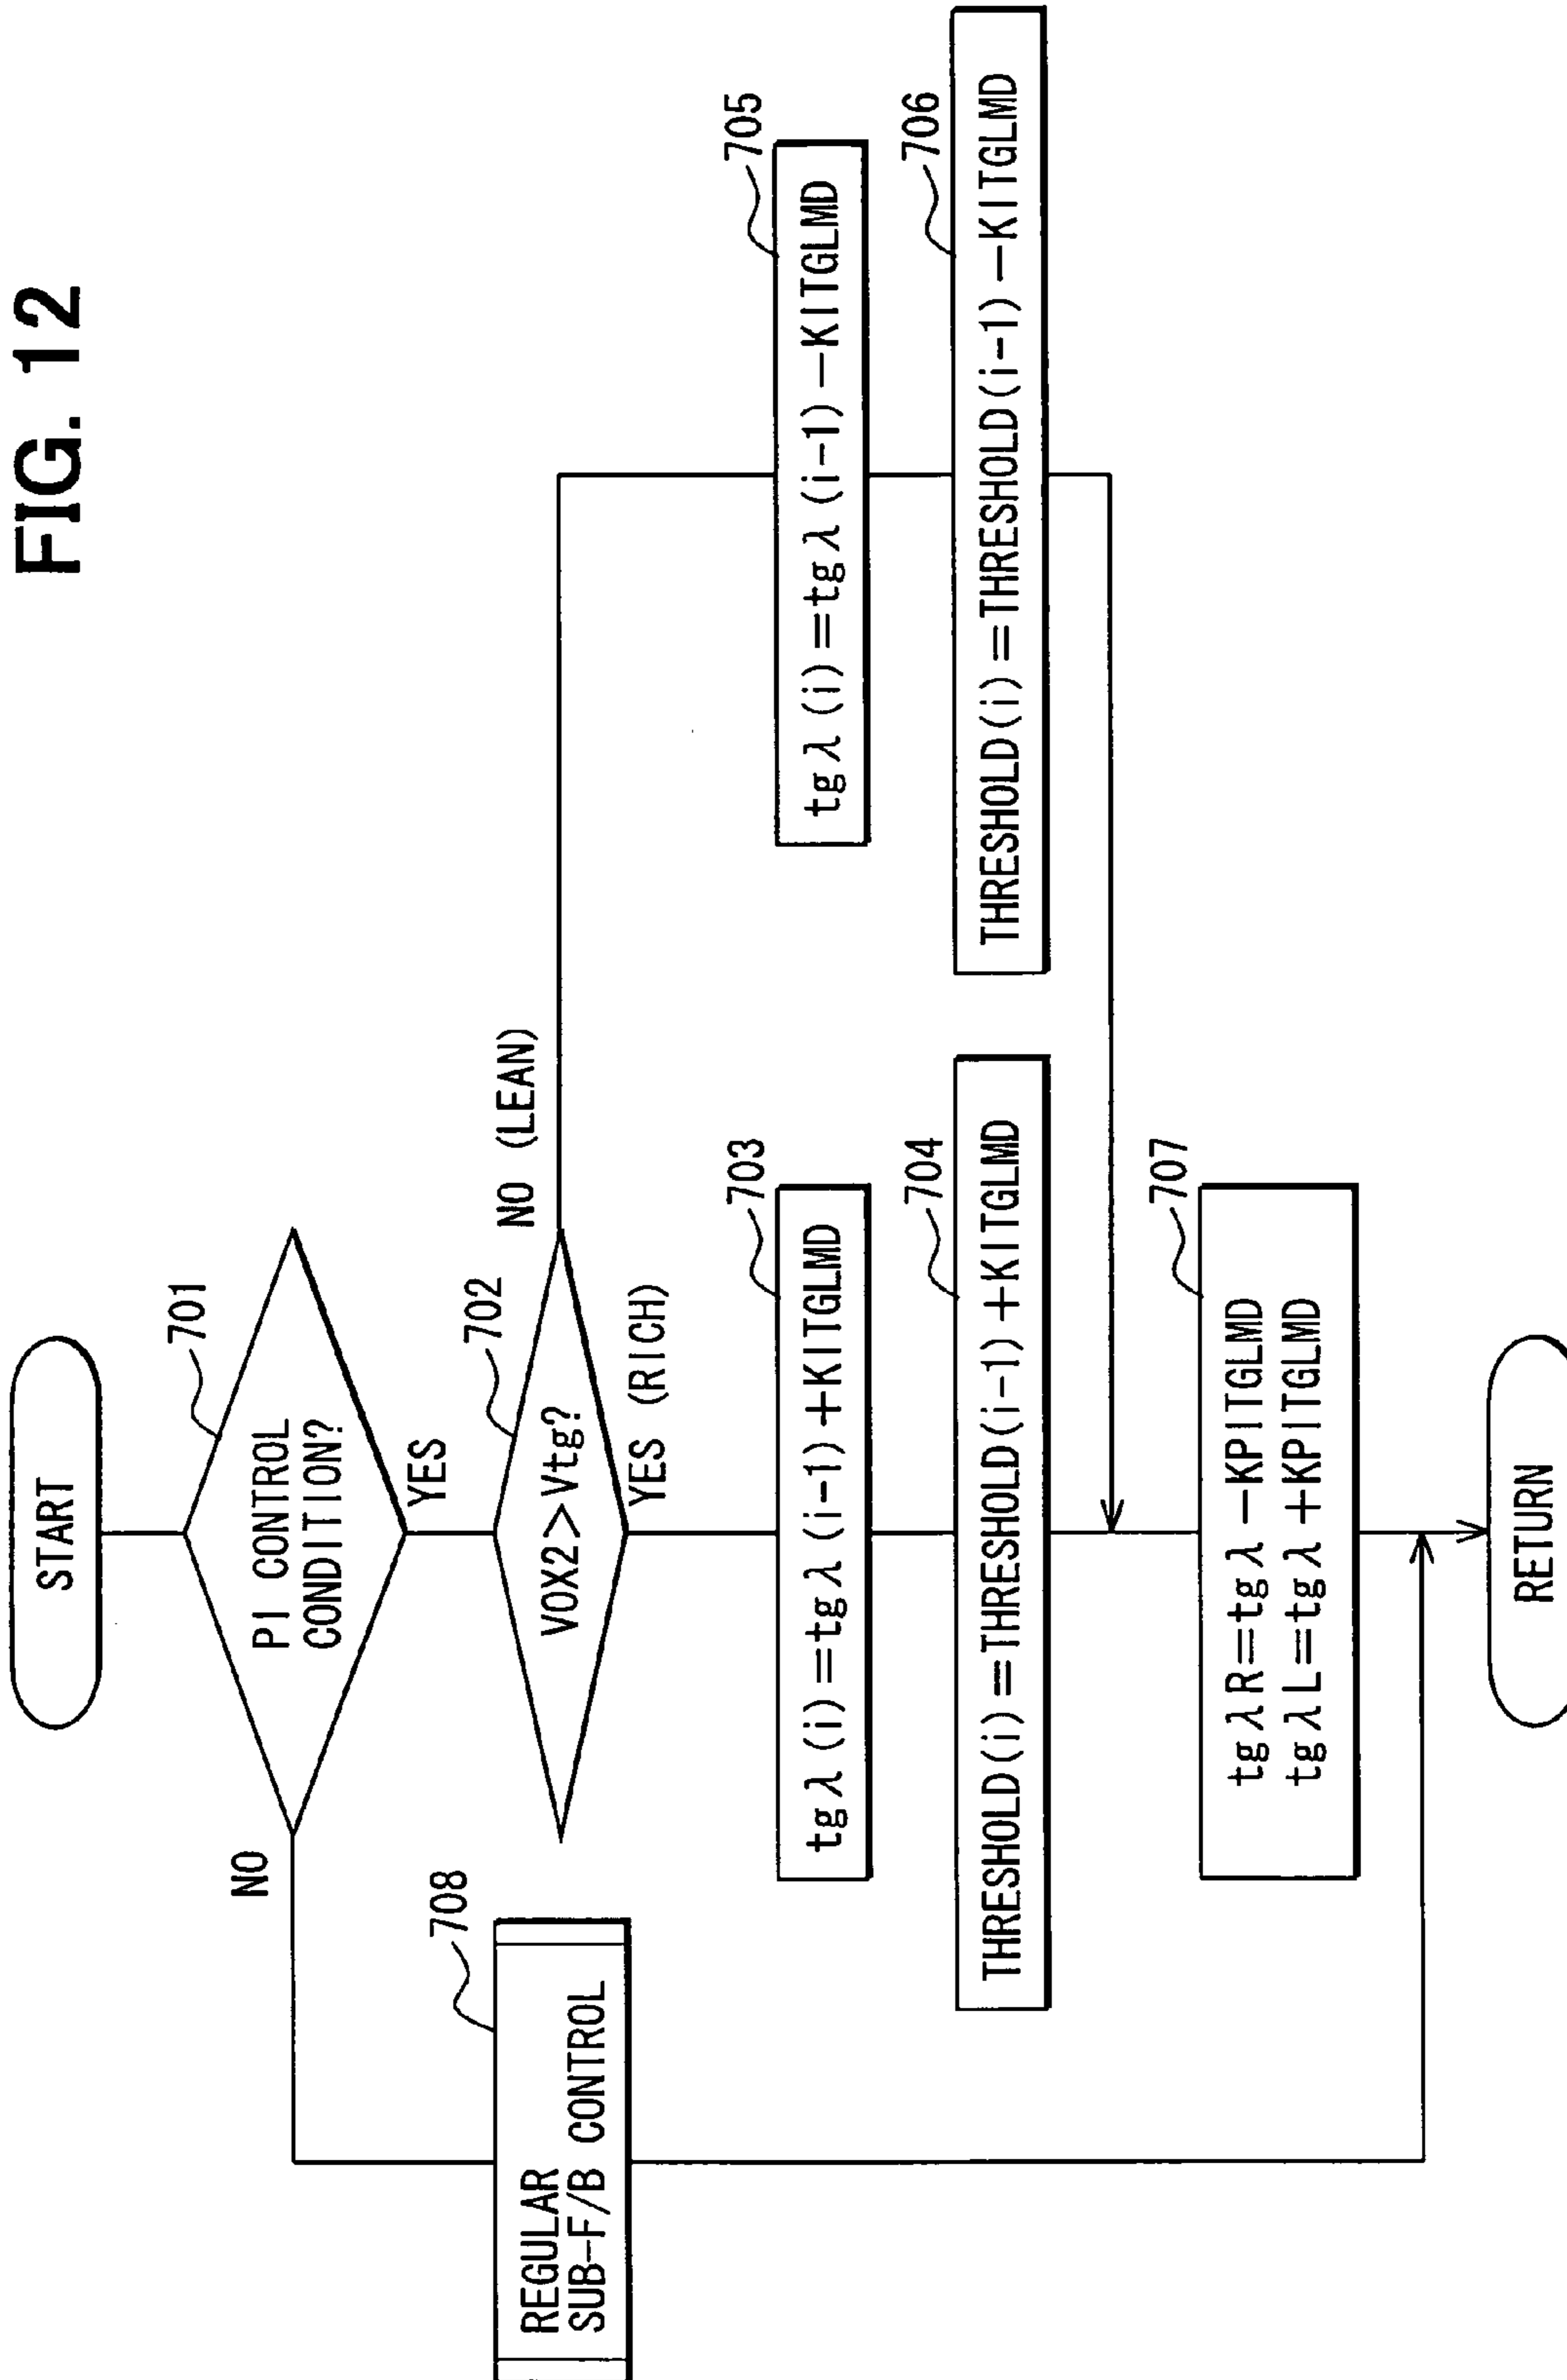 FIG. 12
START
701
PI CONTROL
CONDITION?
NO
YES
702
VOX2>Vtg?
NO (LEAN)
YES (RICH)
708
REGULAR
SUB-F/B CONTROL
703
tgλ(i)=tgλ(i-1)+KITGLMD
705
tgλ(i)=tgλ(i-1)-KITGLMD
704
THRESHOLD(i)=THRESHOLD(i-1)+KITGLMD
706
THRESHOLD(i)=THRESHOLD(i-1)-KITGLMD
707
tgλR=tgλ-KPITGLMD
tgλL=tgλ+KPITGLMD
RETURN